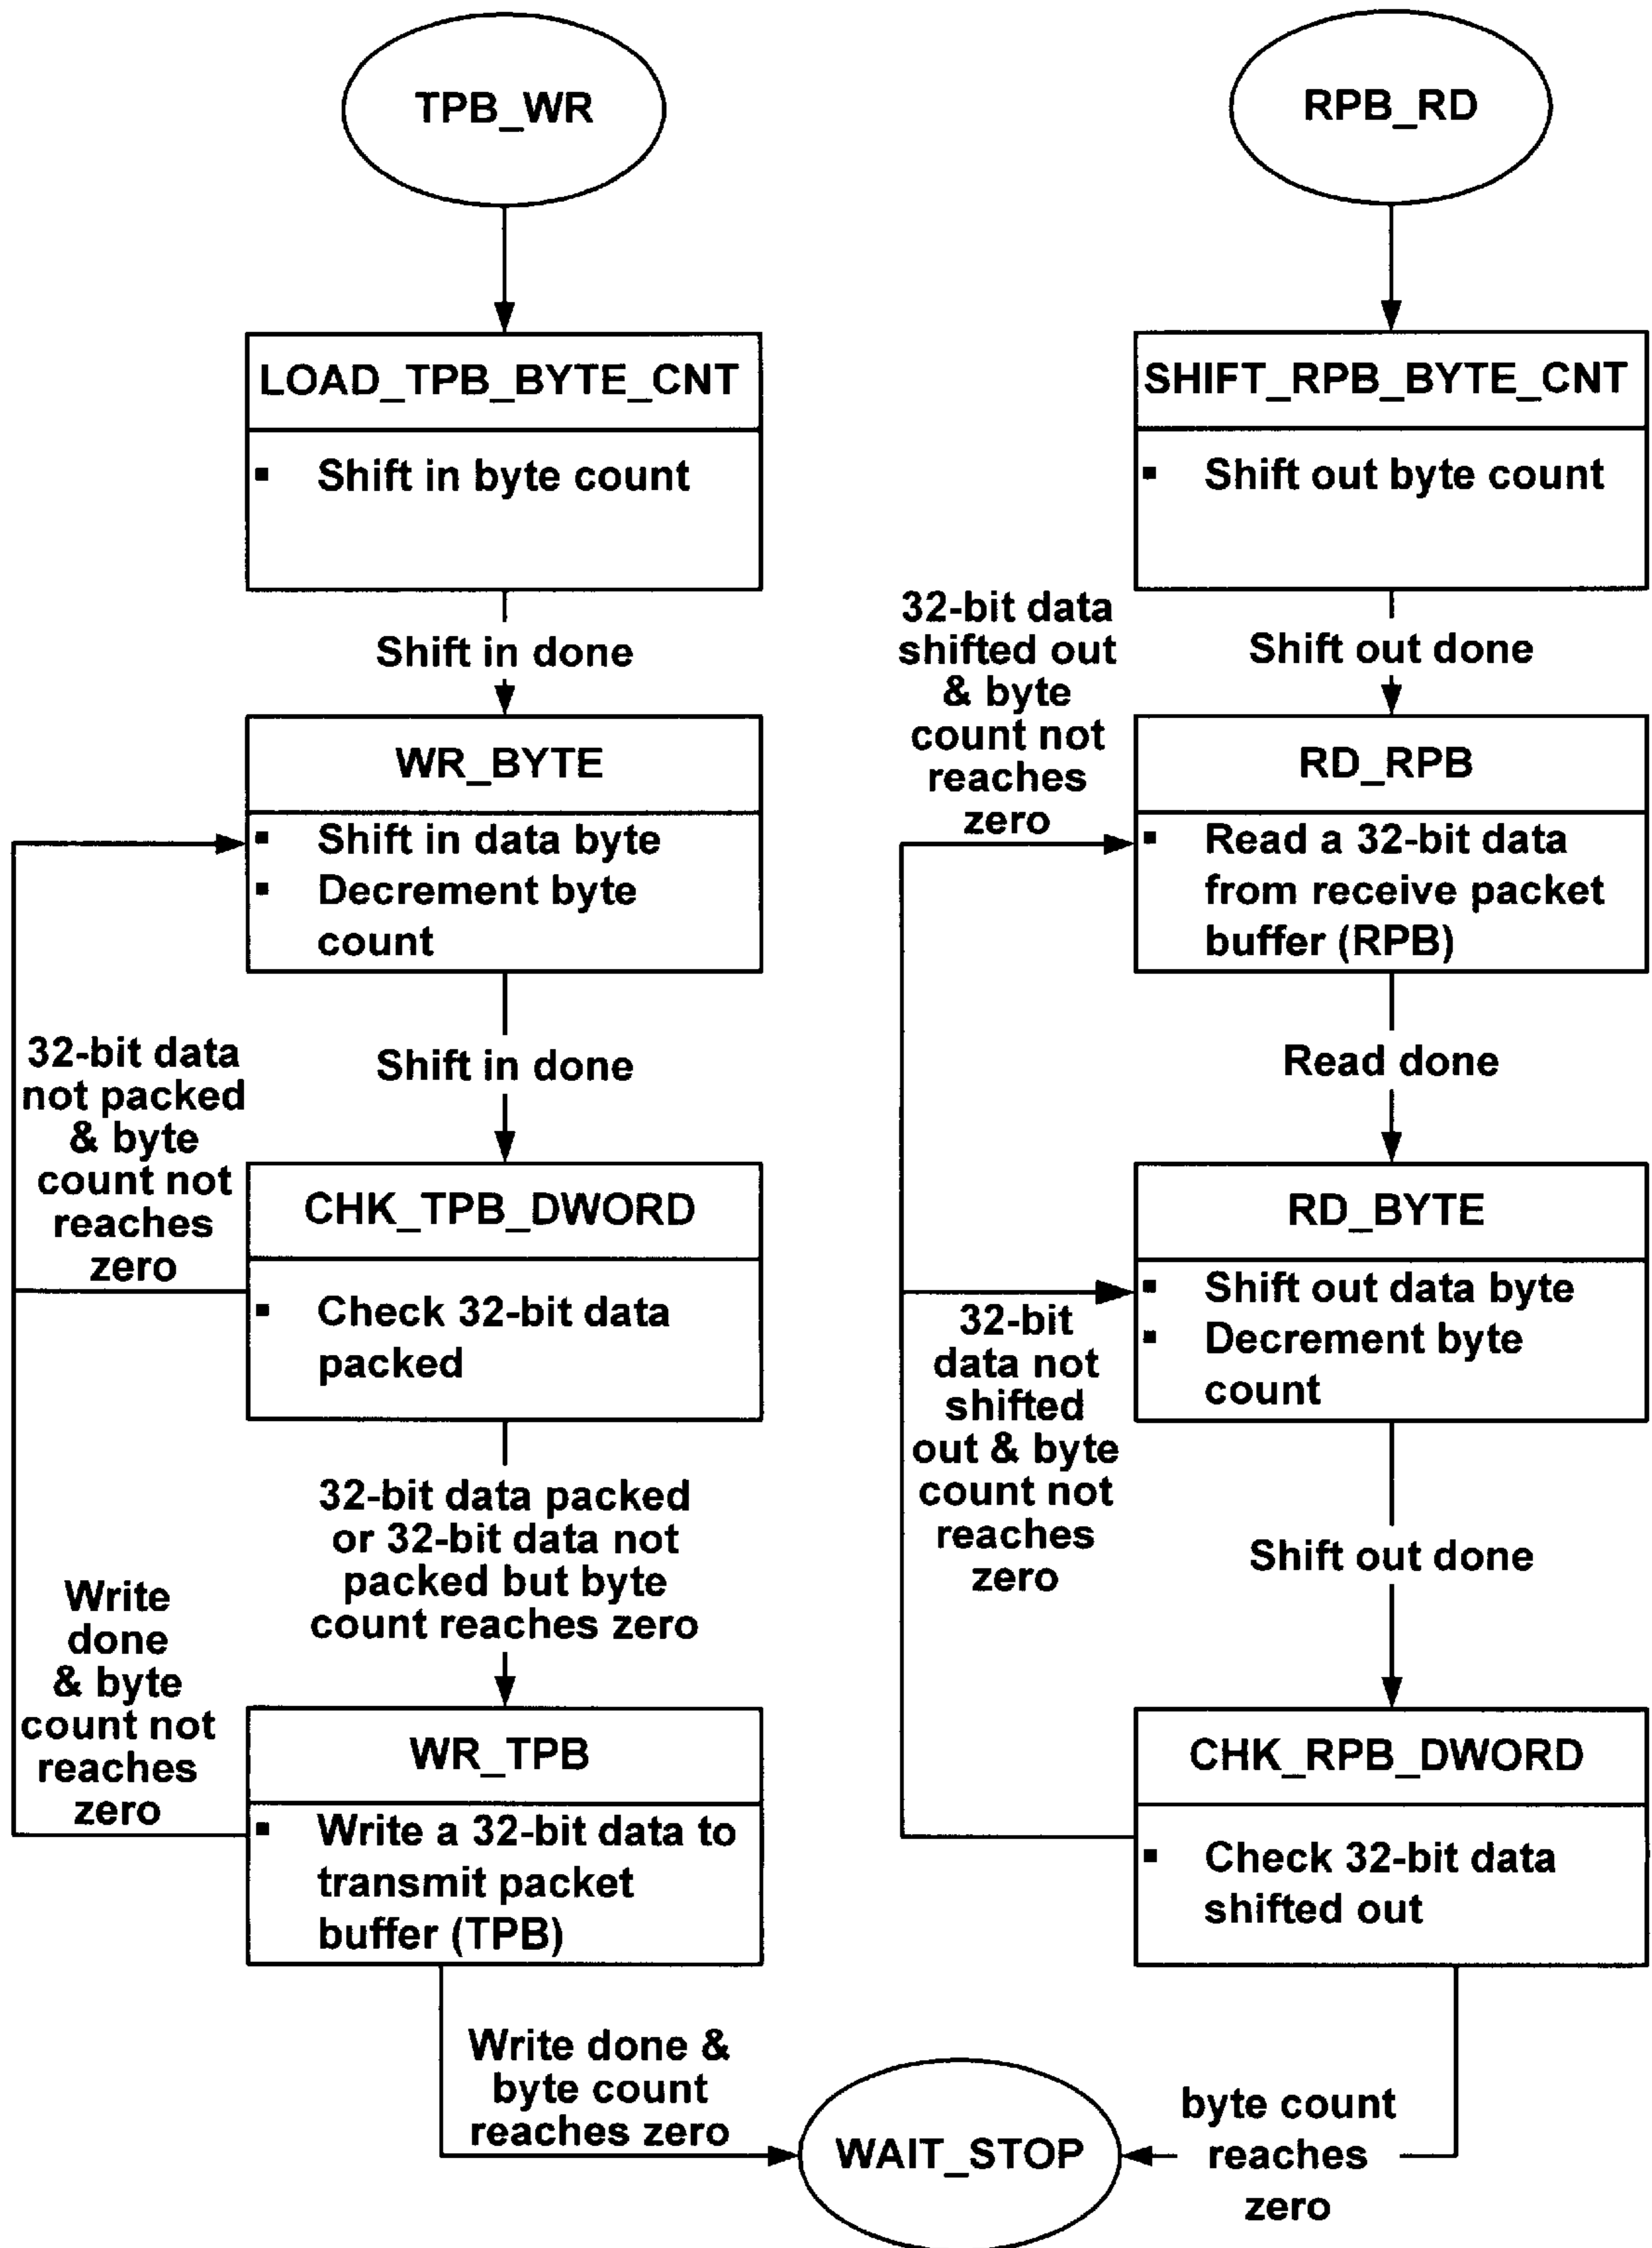 TPB_WR
LOAD_TPB_BYTE_CNT
▪ Shift in byte count
Shift in done
WR_BYTE
▪ Shift in data byte
▪ Decrement byte
count
32-bit data
not packed
& byte
count not
reaches
zero
Shift in done
CHK_TPB_DWORD
▪ Check 32-bit data
packed
32-bit data packed
or 32-bit data not
packed but byte
count reaches zero
Write
done
& byte
count not
reaches
zero
WR_TPB
▪ Write a 32-bit data to
transmit packet
buffer (TPB)
Write done &
byte count
reaches zero
RPB_RD
SHIFT_RPB_BYTE_CNT
▪ Shift out byte count
32-bit data
shifted out
& byte
count not
reaches
zero
Shift out done
RD_RPB
▪ Read a 32-bit data
from receive packet
buffer (RPB)
Read done
RD_BYTE
▪ Shift out data byte
▪ Decrement byte
count
32-bit
data not
shifted
out & byte
count not
reaches
zero
Shift out done
CHK_RPB_DWORD
▪ Check 32-bit data
shifted out
byte count
reaches
zero
WAIT_STOP